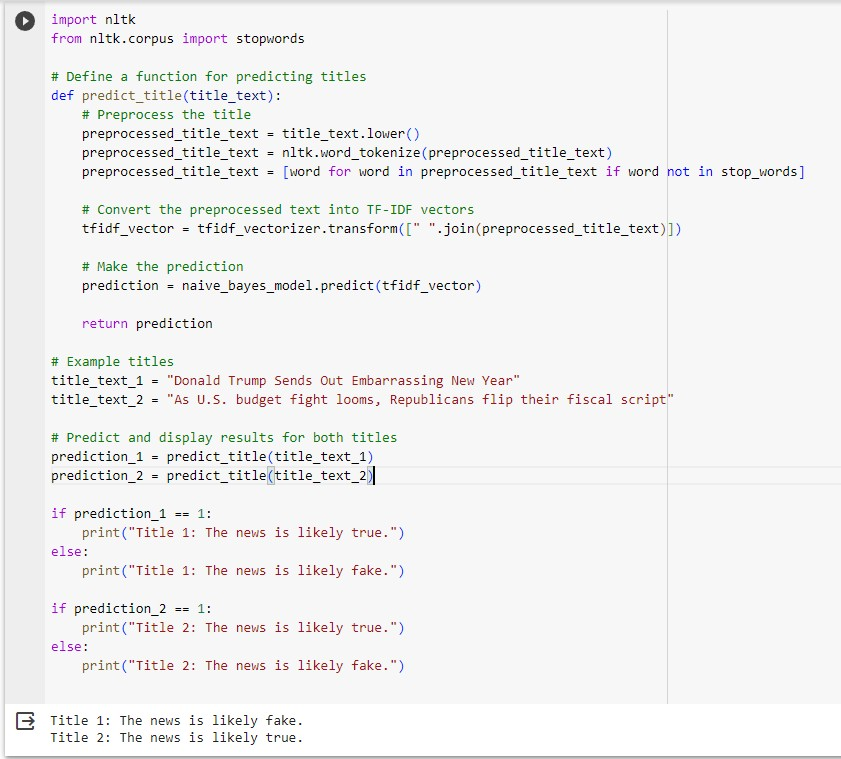 import nltk
from nltk.corpus import stopwords

# Define a function for predicting titles
def predict_title(title_text):
    # Preprocess the title
    preprocessed_title_text = title_text.lower()
    preprocessed_title_text = nltk.word_tokenize(preprocessed_title_text)
    preprocessed_title_text = [word for word in preprocessed_title_text if word not in stop_words]

    # Convert the preprocessed text into TF-IDF vectors
    tfidf_vector = tfidf_vectorizer.transform([" ".join(preprocessed_title_text)])

    # Make the prediction
    prediction = naive_bayes_model.predict(tfidf_vector)

    return prediction

# Example titles
title_text_1 = "Donald Trump Sends Out Embarrassing New Year"
title_text_2 = "As U.S. budget fight looms, Republicans flip their fiscal script"

# Predict and display results for both titles
prediction_1 = predict_title(title_text_1)
prediction_2 = predict_title(title_text_2)

if prediction_1 == 1:
    print("Title 1: The news is likely true.")
else:
    print("Title 1: The news is likely fake.")

if prediction_2 == 1:
    print("Title 2: The news is likely true.")
else:
    print("Title 2: The news is likely fake.")

Title 1: The news is likely fake.
Title 2: The news is likely true.